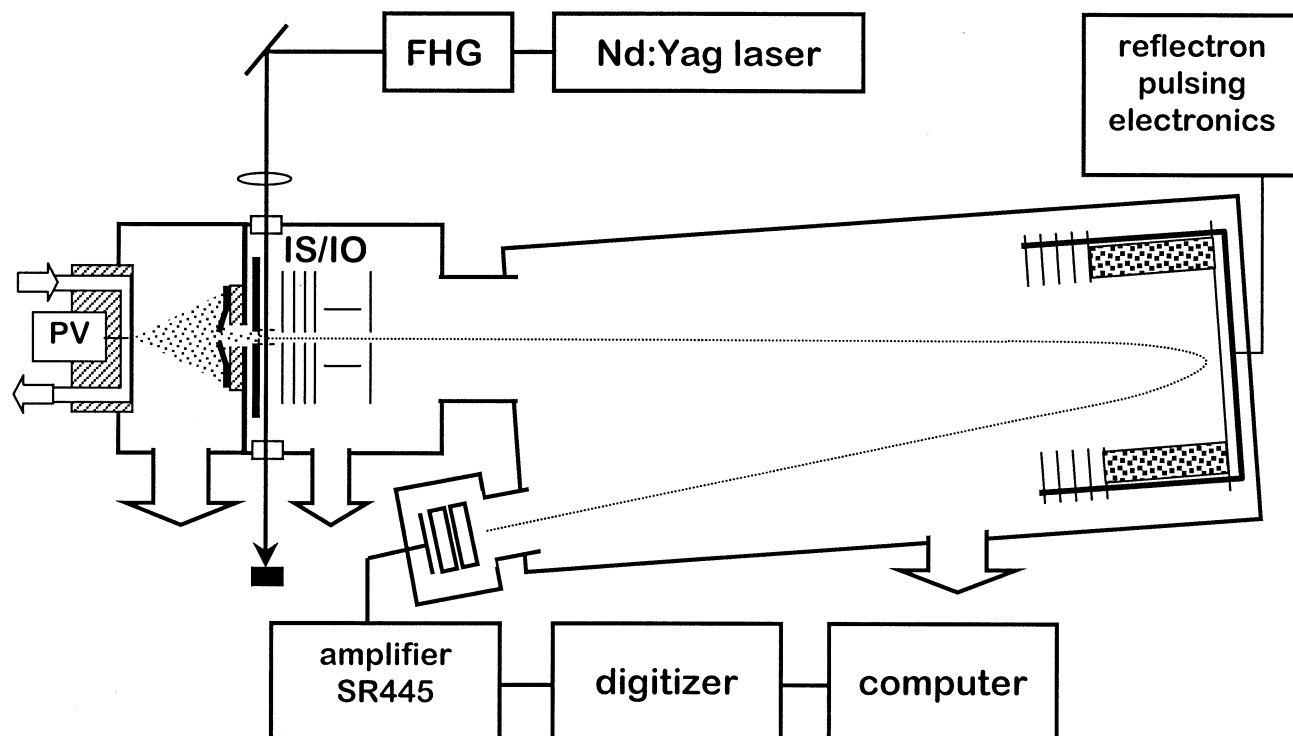 FHG
Nd:Yag laser
reflectron
pulsing
electronics
IS/IO
PV
amplifier
SR445
digitizer
computer